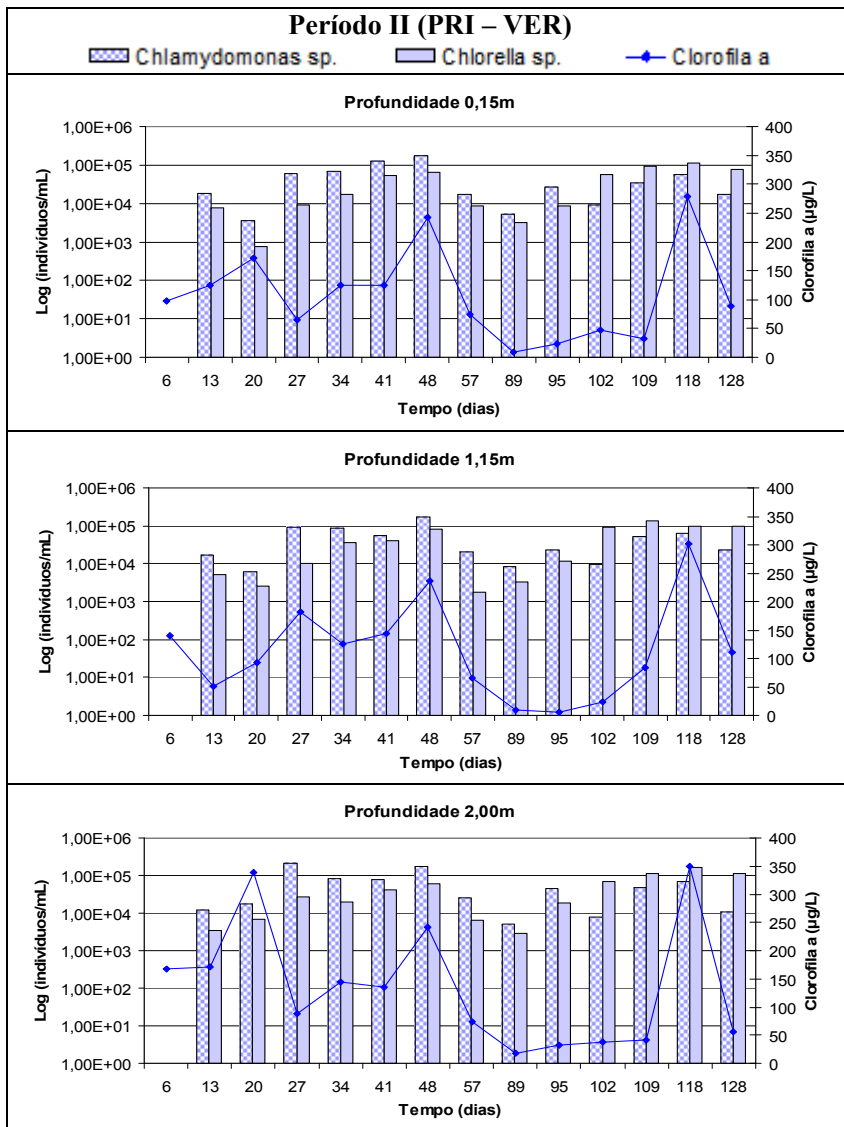 Período II (PRI – VER)
Chlamydomonas sp. Chlorella sp. Clorofila a
Profundidade 0,15m
Log (indivíduos/mL)
1,00E+06
1,00E+05
1,00E+04
1,00E+03
1,00E+02
1,00E+01
1,00E+00
400
350
300
250
200
150
100
50
0
Clorofila a (µg/L)
6 13 20 27 34 41 48 57 89 95 102 109 118 128
Tempo (dias)
Profundidade 1,15m
Log (indivíduos/mL)
1,00E+06
1,00E+05
1,00E+04
1,00E+03
1,00E+02
1,00E+01
1,00E+00
400
350
300
250
200
150
100
50
0
Clorofila a (µg/L)
6 13 20 27 34 41 48 57 89 95 102 109 118 128
Tempo (dias)
Profundidade 2,00m
Log (indivíduos/mL)
1,00E+06
1,00E+05
1,00E+04
1,00E+03
1,00E+02
1,00E+01
1,00E+00
400
350
300
250
200
150
100
50
0
Clorofila a (µg/L)
6 13 20 27 34 41 48 57 89 95 102 109 118 128
Tempo (dias)